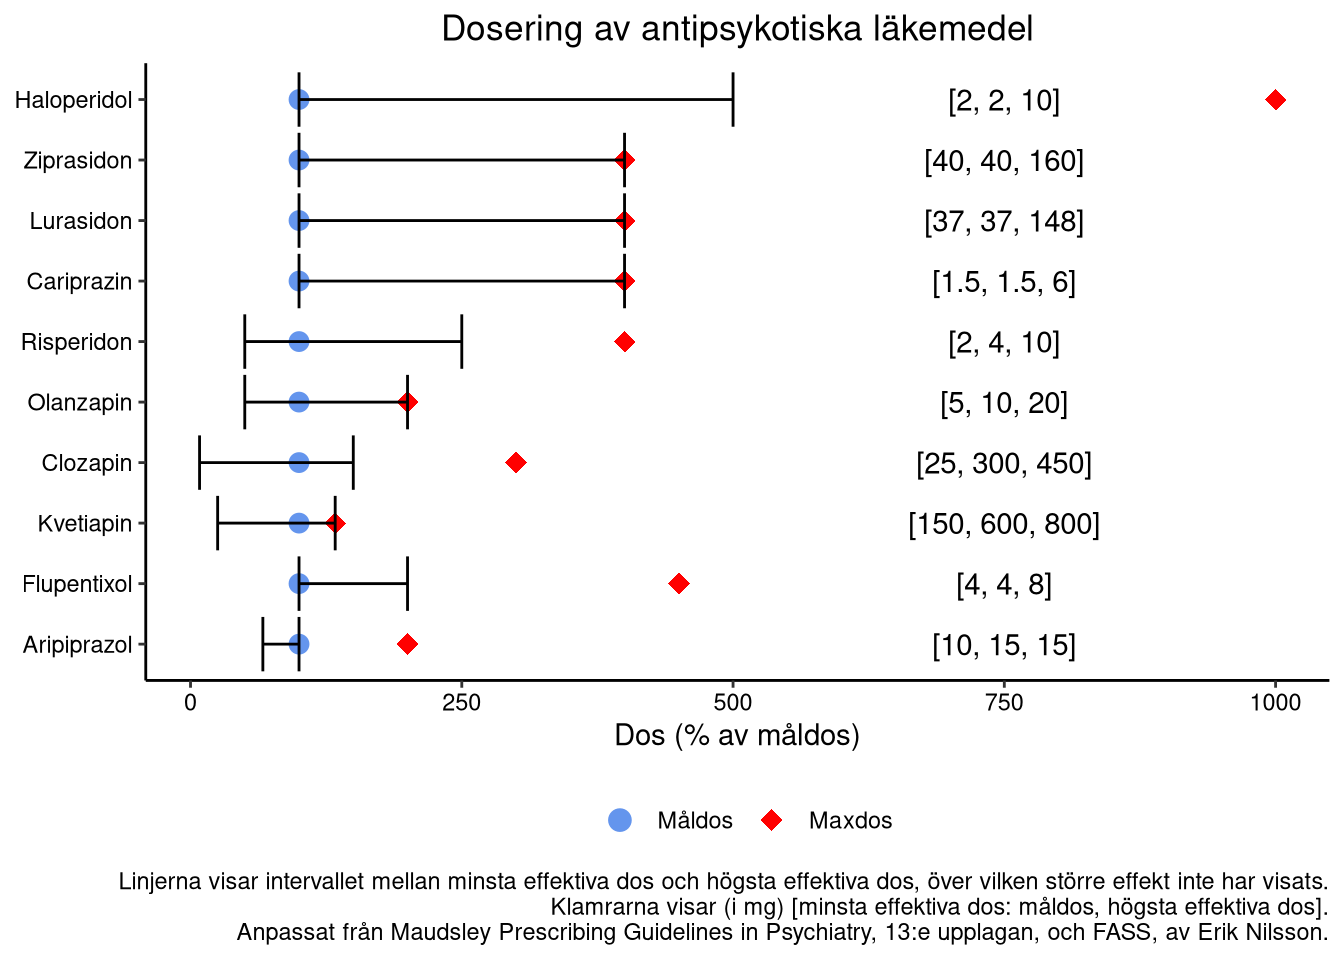 Dosering av antipsykotiska läkemedel
Haloperidol [2, 2, 10]
Ziprasidon [40, 40, 160]
Lurasidon [37, 37, 148]
Cariprazin [1.5, 1.5, 6]
Risperidon [2, 4, 10]
Olanzapin [5, 10, 20]
Clozapin [25, 300, 450]
Kvetiapin [150, 600, 800]
Flupentixol [4, 4, 8]
Aripiprazol [10, 15, 15]
0 250 500 750 1000
Dos (% av måldos)
Måldos Maxdos
Linjerna visar intervallet mellan minsta effektiva dos och högsta effektiva dos, över vilken större effekt inte har visats.
Klamrarna visar (i mg) [minsta effektiva dos: måldos, högsta effektiva dos].
Anpassat från Maudsley Prescribing Guidelines in Psychiatry, 13:e upplagan, och FASS, av Erik Nilsson.